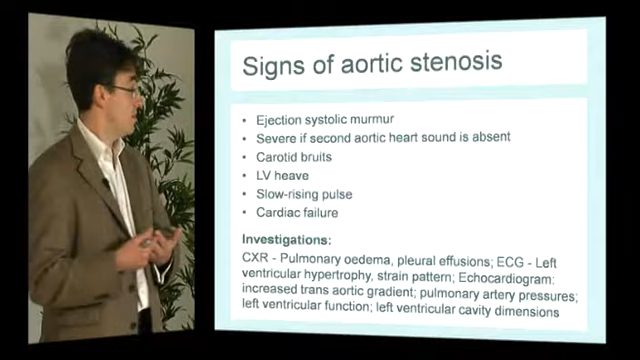 Signs of aortic stenosis
• Ejection systolic murmur
• Severe if second aortic heart sound is absent
• Carotid bruits
• LV heave
• Slow-rising pulse
• Cardiac failure
Investigations:
CXR - Pulmonary oedema, pleural effusions; ECG - Left
ventricular hypertrophy, strain pattern; Echocardiogram:
increased trans aortic gradient; pulmonary artery pressures;
left ventricular function; left ventricular cavity dimensions